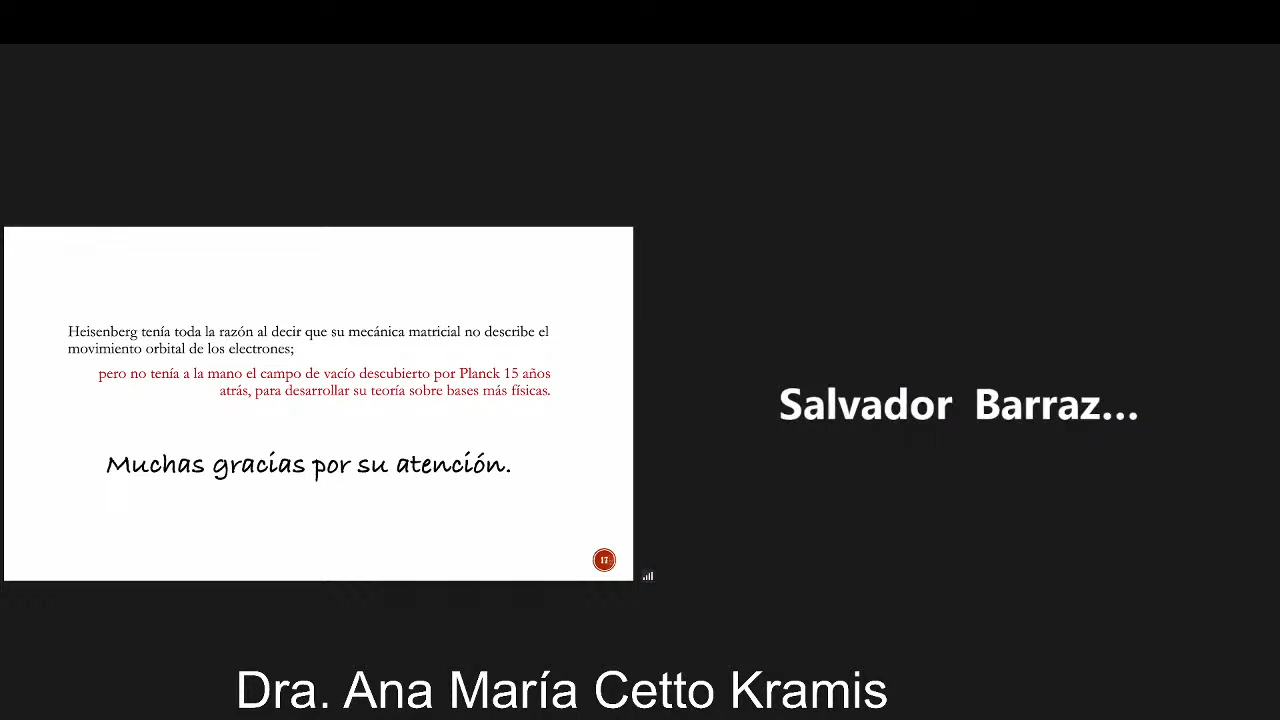 Heisenberg tenía toda la razón al decir que su mecánica matricial no describe el
movimiento orbital de los electrones;
pero no tenía a la mano el campo de vacío descubierto por Planck 15 años
atrás, para desarrollar su teoría sobre bases más físicas.
Muchas gracias por su atención.
17
Salvador Barraz...
Dra. Ana María Cetto Kramis